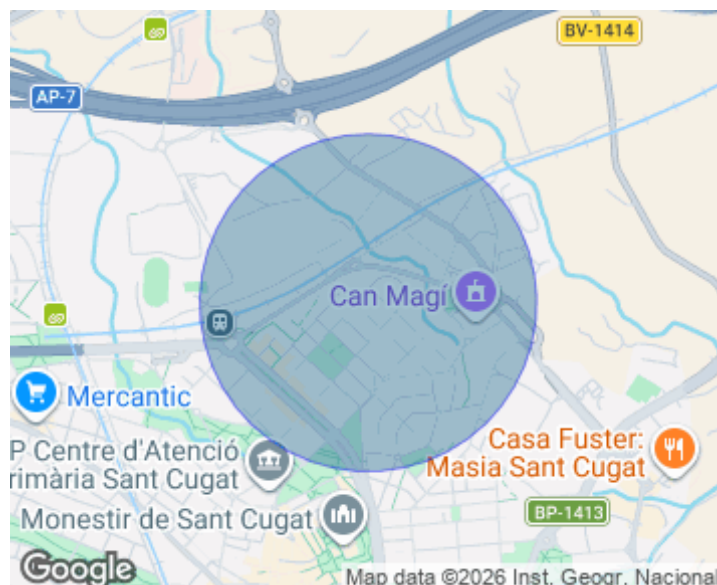 BV-1414
AP-7
Can Magí
Mercantic
P Centre d'Atenció
rimària Sant Cugat
Casa Fuster:
Masia Sant Cugat
Monestir de Sant Cugat
BP-1413
Google
Map data ©2026 Inst. Geogr. Nacional